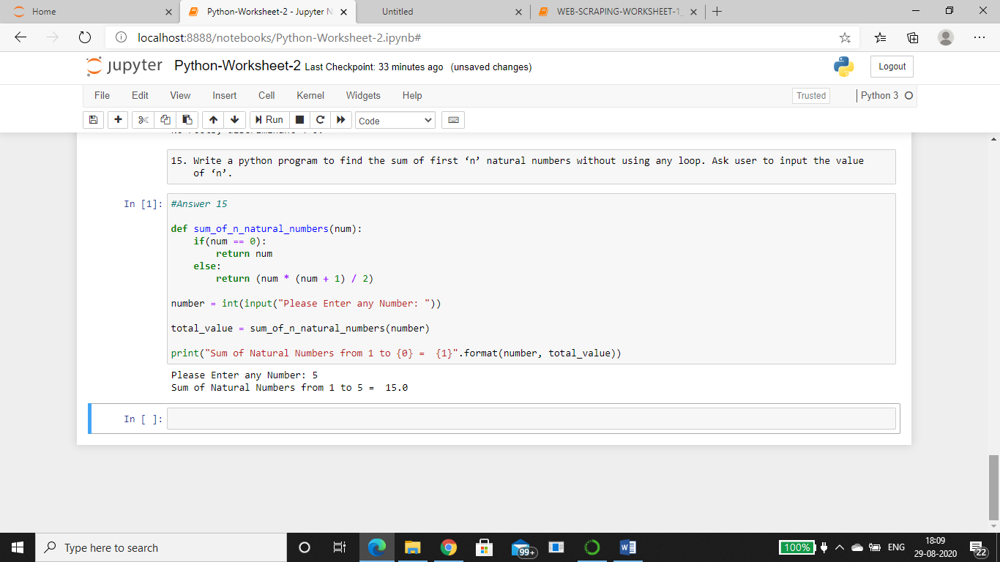 Home
Python-Worksheet-2 - Jupyter N
Untitled
WEB-SCRAPING-WORKSHEET-1_
localhost:8888/notebooks/Python-Worksheet-2.ipynb#
jupyter Python-Worksheet-2 Last Checkpoint: 33 minutes ago (unsaved changes)
Logout
File Edit View Insert Cell Kernel Widgets Help
Trusted
Python 3
Run
Code
15. Write a python program to find the sum of first ‘n’ natural numbers without using any loop. Ask user to input the value
of ‘n’.
In [1]: #Answer 15
def sum_of_n_natural_numbers(num):
if(num == 0):
return num
else:
return (num * (num + 1) / 2)
number = int(input("Please Enter any Number: "))
total_value = sum_of_n_natural_numbers(number)
print("Sum of Natural Numbers from 1 to {0} =  {1}".format(number, total_value))
Please Enter any Number: 5
Sum of Natural Numbers from 1 to 5 =  15.0
In [ ]:
Type here to search
99+
100%
ENG
18:09
29-08-2020
22